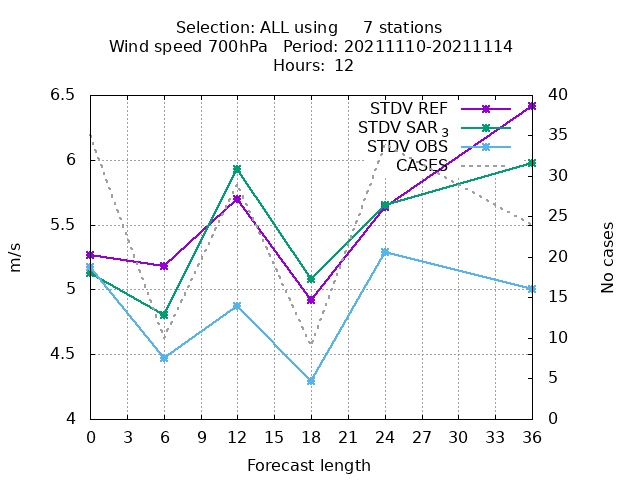 Selection: ALL using     7 stations
Wind speed 700hPa   Period: 20211110-20211114
Hours: 12
STDV REF
STDV SAR3
STDV OBS
CASES
6.5
6
5.5
5
4.5
4
m/s
40
35
30
25
20
15
10
5
0
No cases
0 3 6 9 12 15 18 21 24 27 30 33 36
Forecast length